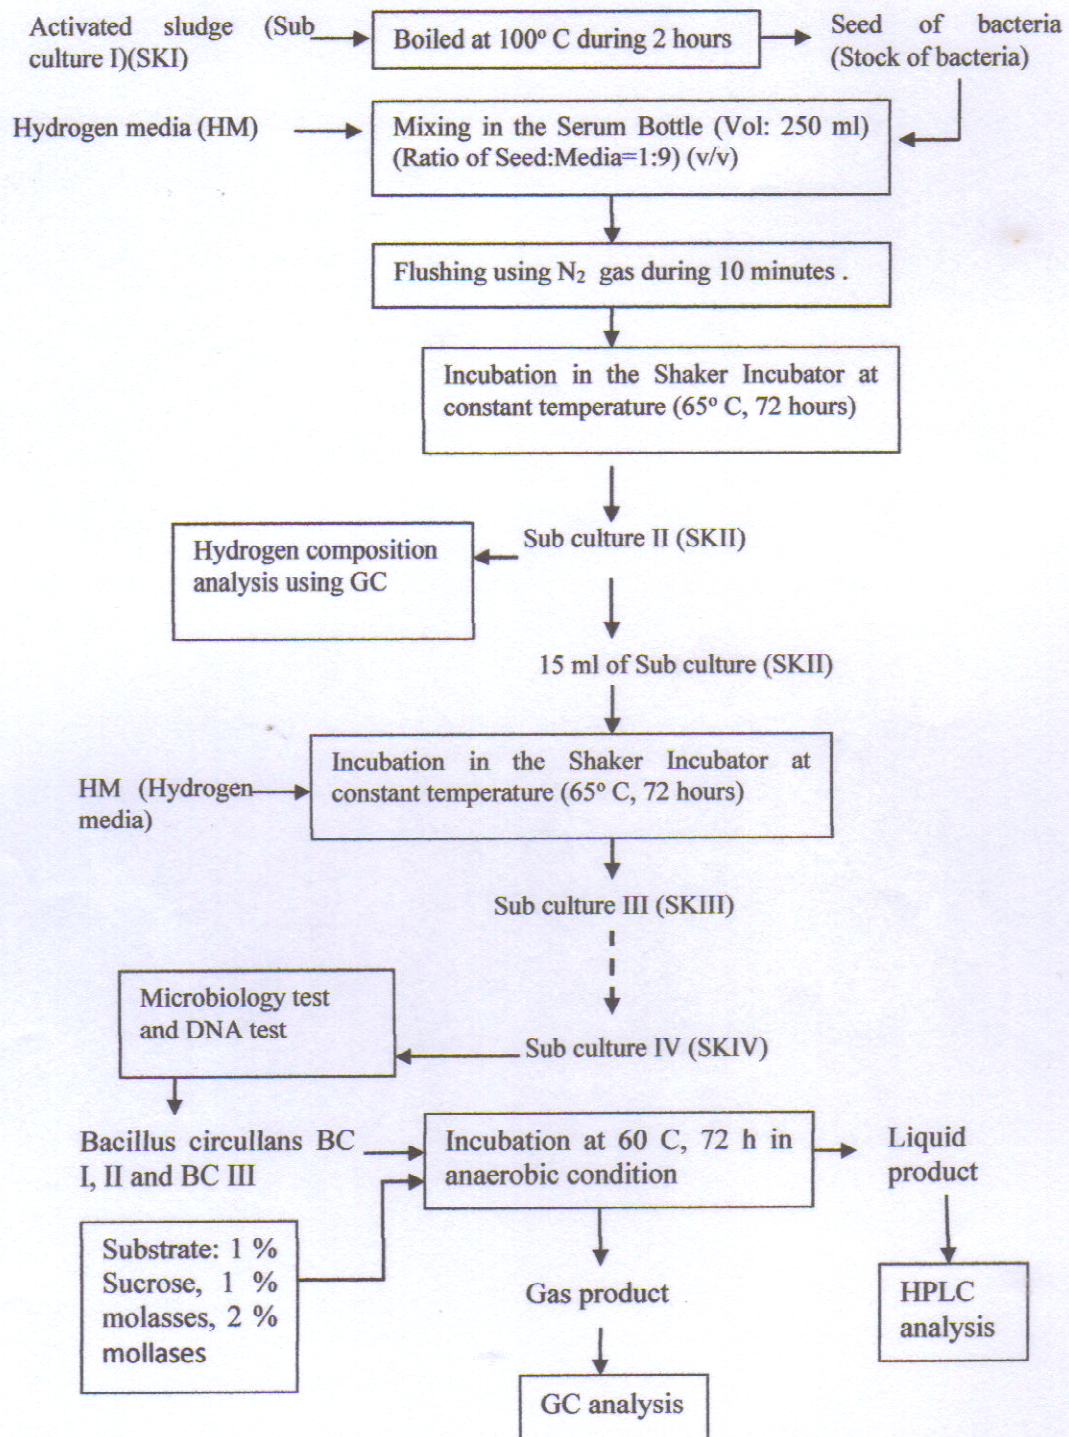 Activated sludge (Sub
culture I)(SKI)
Boiled at 100º C during 2 hours
Seed of bacteria
(Stock of bacteria)
Hydrogen media (HM)
Mixing in the Serum Bottle (Vol: 250 ml)
(Ratio of Seed:Media=1:9) (v/v)
Flushing using N₂ gas during 10 minutes .
Incubation in the Shaker Incubator at
constant temperature (65º C, 72 hours)
Sub culture II (SKII)
Hydrogen composition
analysis using GC
15 ml of Sub culture (SKII)
Incubation in the Shaker Incubator at
constant temperature (65º C, 72 hours)
HM (Hydrogen
media)
Sub culture III (SKIII)
Microbiology test
and DNA test
Sub culture IV (SKIV)
Bacillus circullans BC
I, II and BC III
Incubation at 60 C, 72 h in
anaerobic condition
Liquid
product
Substrate: 1 %
Sucrose, 1 %
molasses, 2 %
mollases
Gas product
HPLC
analysis
GC analysis